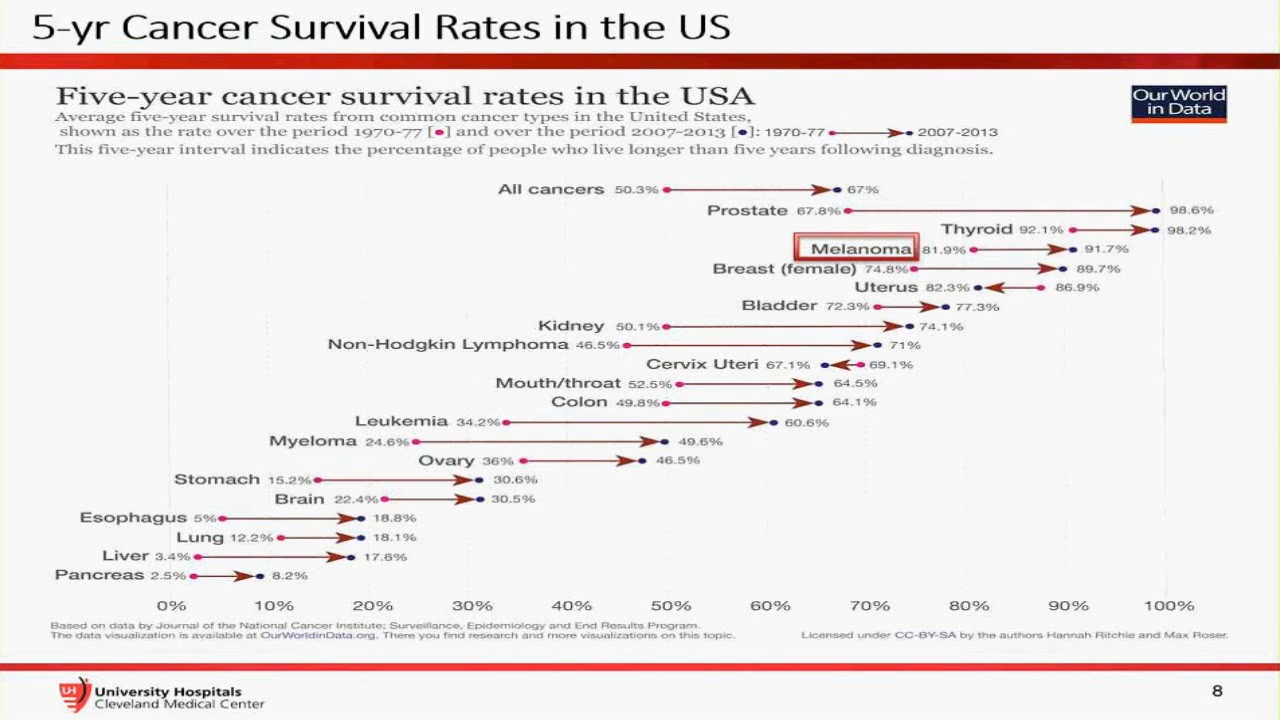 5-yr Cancer Survival Rates in the US
Five-year cancer survival rates in the USA
Average five-year survival rates from common cancer types in the United States,
shown as the rate over the period 1970-77 [•] and over the period 2007-2013 [•]: 1970-77 2007-2013
This five-year interval indicates the percentage of people who live longer than five years following diagnosis.
Our World
in Data
All cancers 50.3% 67%
Prostate 67.8% 98.6%
Thyroid 92.1% 98.2%
Melanoma 81.9% 91.7%
Breast (female) 74.8% 89.7%
Uterus 82.3% 86.9%
Bladder 72.3% 77.3%
Kidney 50.1% 74.1%
Non-Hodgkin Lymphoma 46.5% 71%
Cervix Uteri 67.1% 69.1%
Mouth/throat 52.5% 64.5%
Colon 49.8% 64.1%
Leukemia 34.2% 60.6%
Myeloma 24.6% 49.6%
Ovary 36% 46.5%
Stomach 15.2% 30.6%
Brain 22.4% 30.5%
Esophagus 5% 18.8%
Lung 12.2% 18.1%
Liver 3.4% 17.6%
Pancreas 2.5% 8.2%
0% 10% 20% 30% 40% 50% 60% 70% 80% 90% 100%
Based on data by Journal of the National Cancer Institute; Surveillance, Epidemiology and End Results Program.
The data visualization is available at OurWorldinData.org. There you find research and more visualizations on this topic.
Licensed under CC-BY-SA by the authors Hannah Ritchie and Max Roser.
UH
University Hospitals
Cleveland Medical Center
8